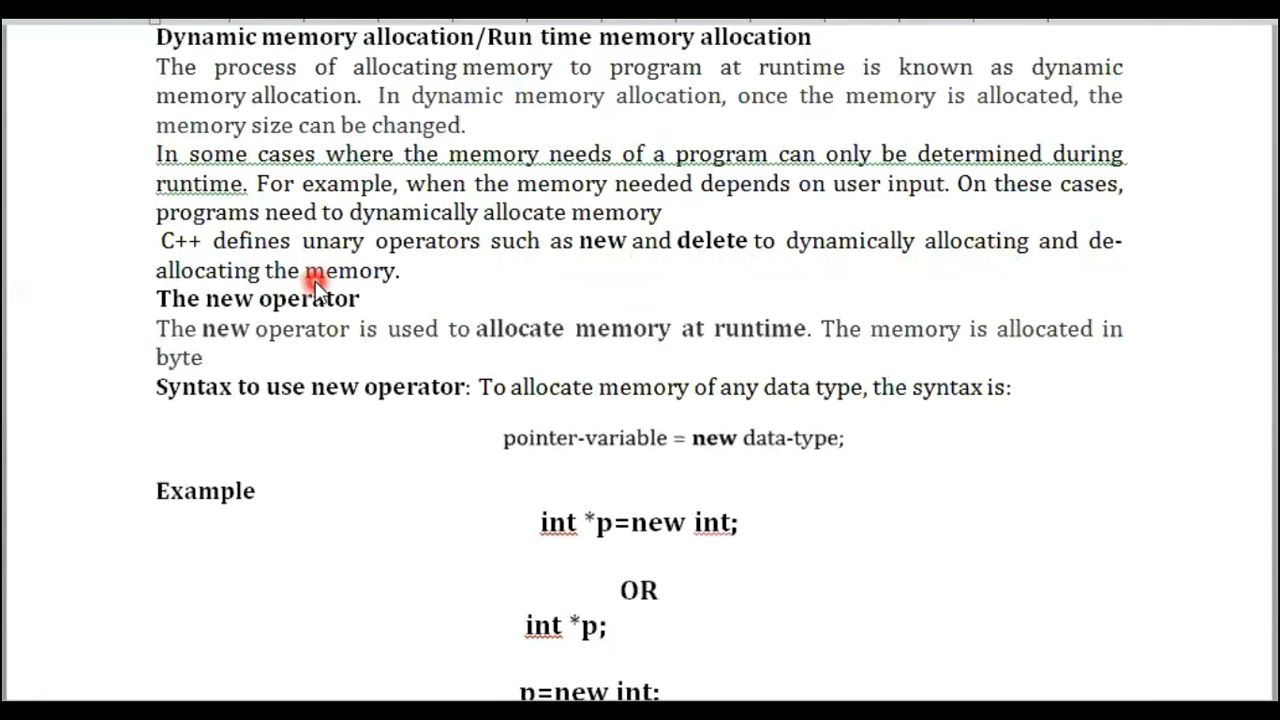 Dynamic memory allocation/Run time memory allocation
The process of allocating memory to program at runtime is known as dynamic
memory allocation. In dynamic memory allocation, once the memory is allocated, the
memory size can be changed.
In some cases where the memory needs of a program can only be determined during
runtime. For example, when the memory needed depends on user input. On these cases,
programs need to dynamically allocate memory
C++ defines unary operators such as new and delete to dynamically allocating and de-
allocating the memory.
The new operator
The new operator is used to allocate memory at runtime. The memory is allocated in
byte
Syntax to use new operator: To allocate memory of any data type, the syntax is:
pointer-variable = new data-type;
Example
int *p=new int;
OR
int *p;
p=new int;